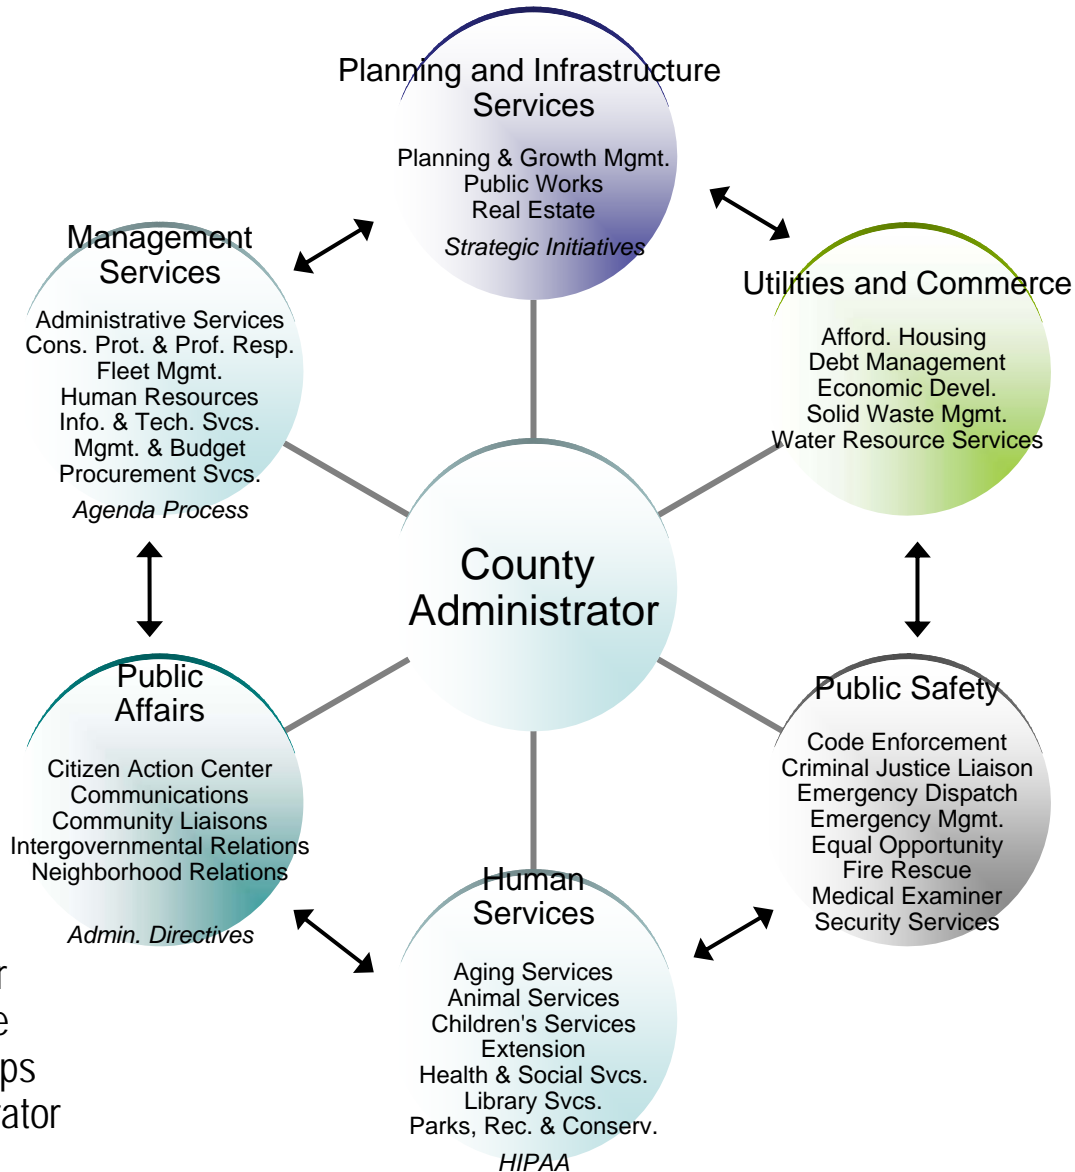 Planning and Infrastructure
Services
Planning & Growth Mgmt.
Public Works
Real Estate
Strategic Initiatives
Management
Services
Administrative Services
Cons. Prot. & Prof. Resp.
Fleet Mgmt.
Human Resources
Info. & Tech. Svcs.
Mgmt. & Budget
Procurement Svcs.
Agenda Process
Utilities and Commerce
Afford. Housing
Debt Management
Economic Devel.
Solid Waste Mgmt.
Water Resource Services
County
Administrator
Public
Affairs
Citizen Action Center
Communications
Community Liaisons
Intergovernmental Relations
Neighborhood Relations
Admin. Directives
Public Safety
Code Enforcement
Criminal Justice Liaison
Emergency Dispatch
Emergency Mgmt.
Equal Opportunity
Fire Rescue
Medical Examiner
Security Services
Human
Services
Aging Services
Animal Services
Children's Services
Extension
Health & Social Svcs.
Library Svcs.
Parks, Rec. & Conserv.
HIPAA
r
e
ps
ator